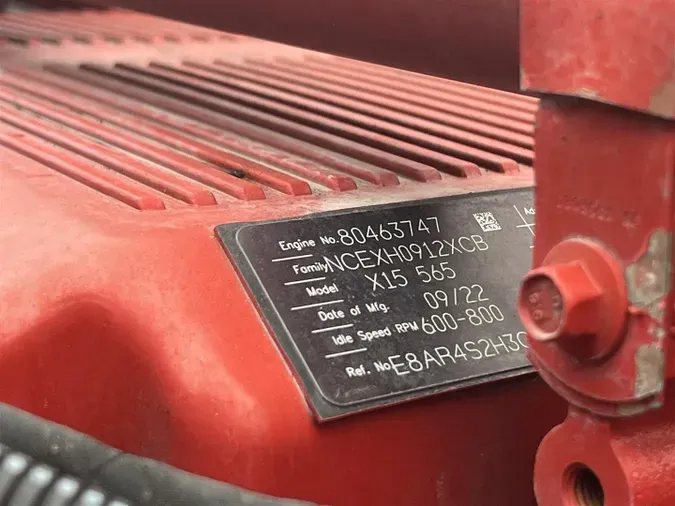 Engine No. 80463747
Family NCEXH0912XCB
Model X15 565
Date of Mfg. 09/22
Idle Speed RPM 600-800
Ref. No. E8AR4S2H3